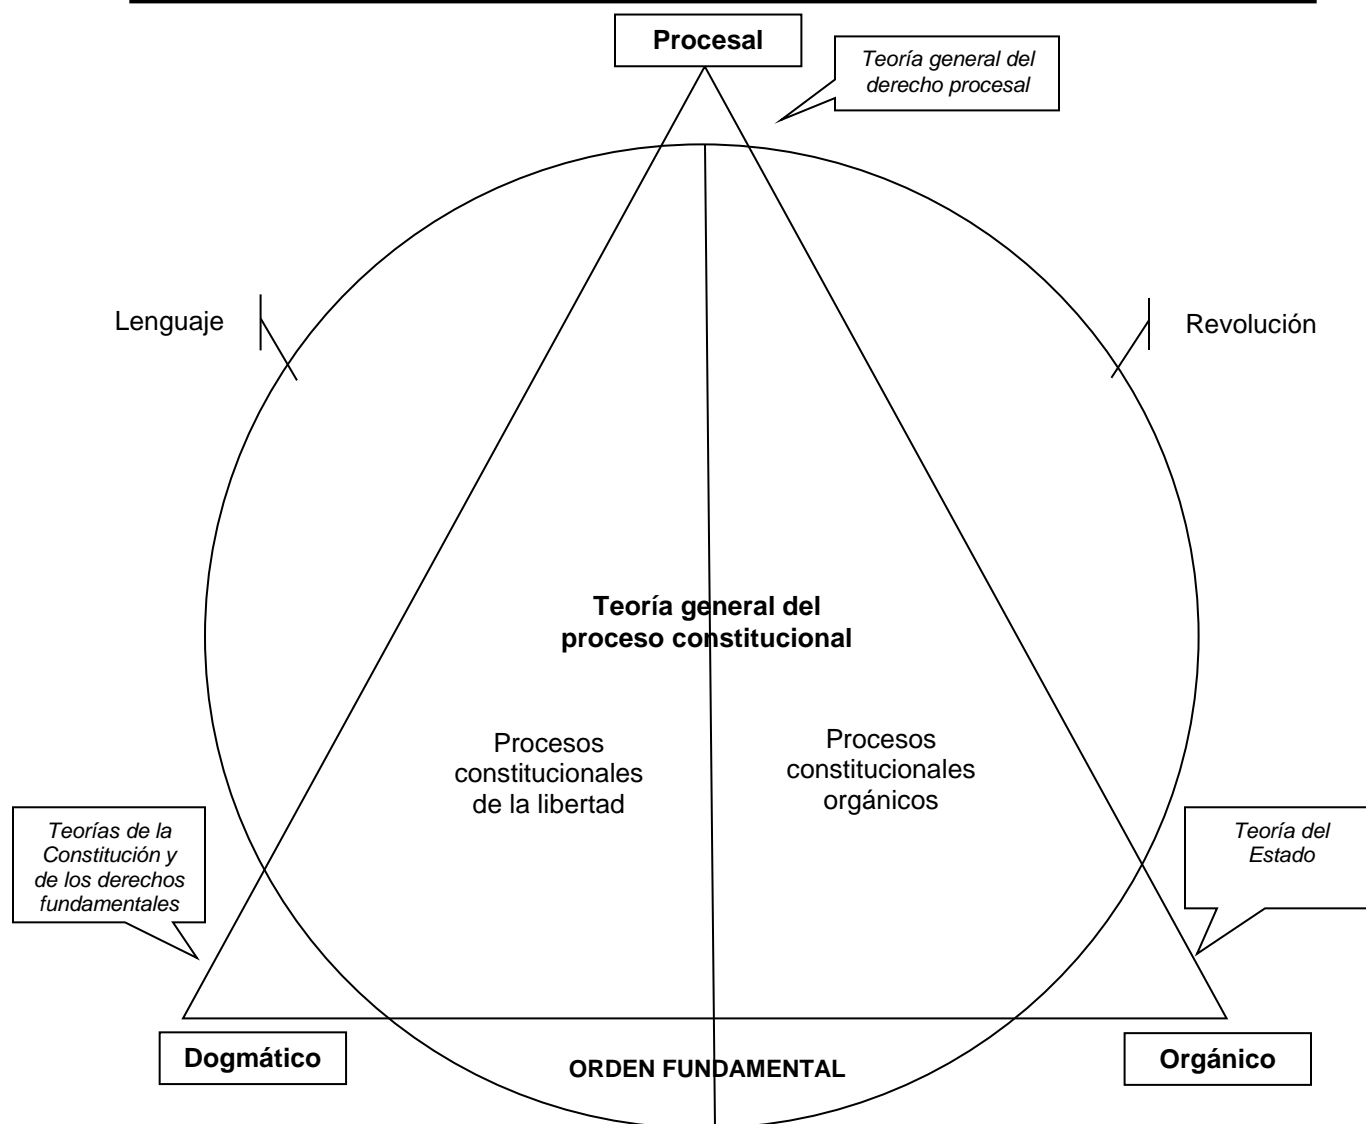 Procesal
Teoría general del
derecho procesal
Lenguaje
Revolución
Teoría general del
proceso constitucional
Procesos
constitucionales
de la libertad
Procesos
constitucionales
orgánicos
Teorías de la
Constitución y
de los derechos
fundamentales
Teoría del
Estado
Dogmático
ORDEN FUNDAMENTAL
Orgánico